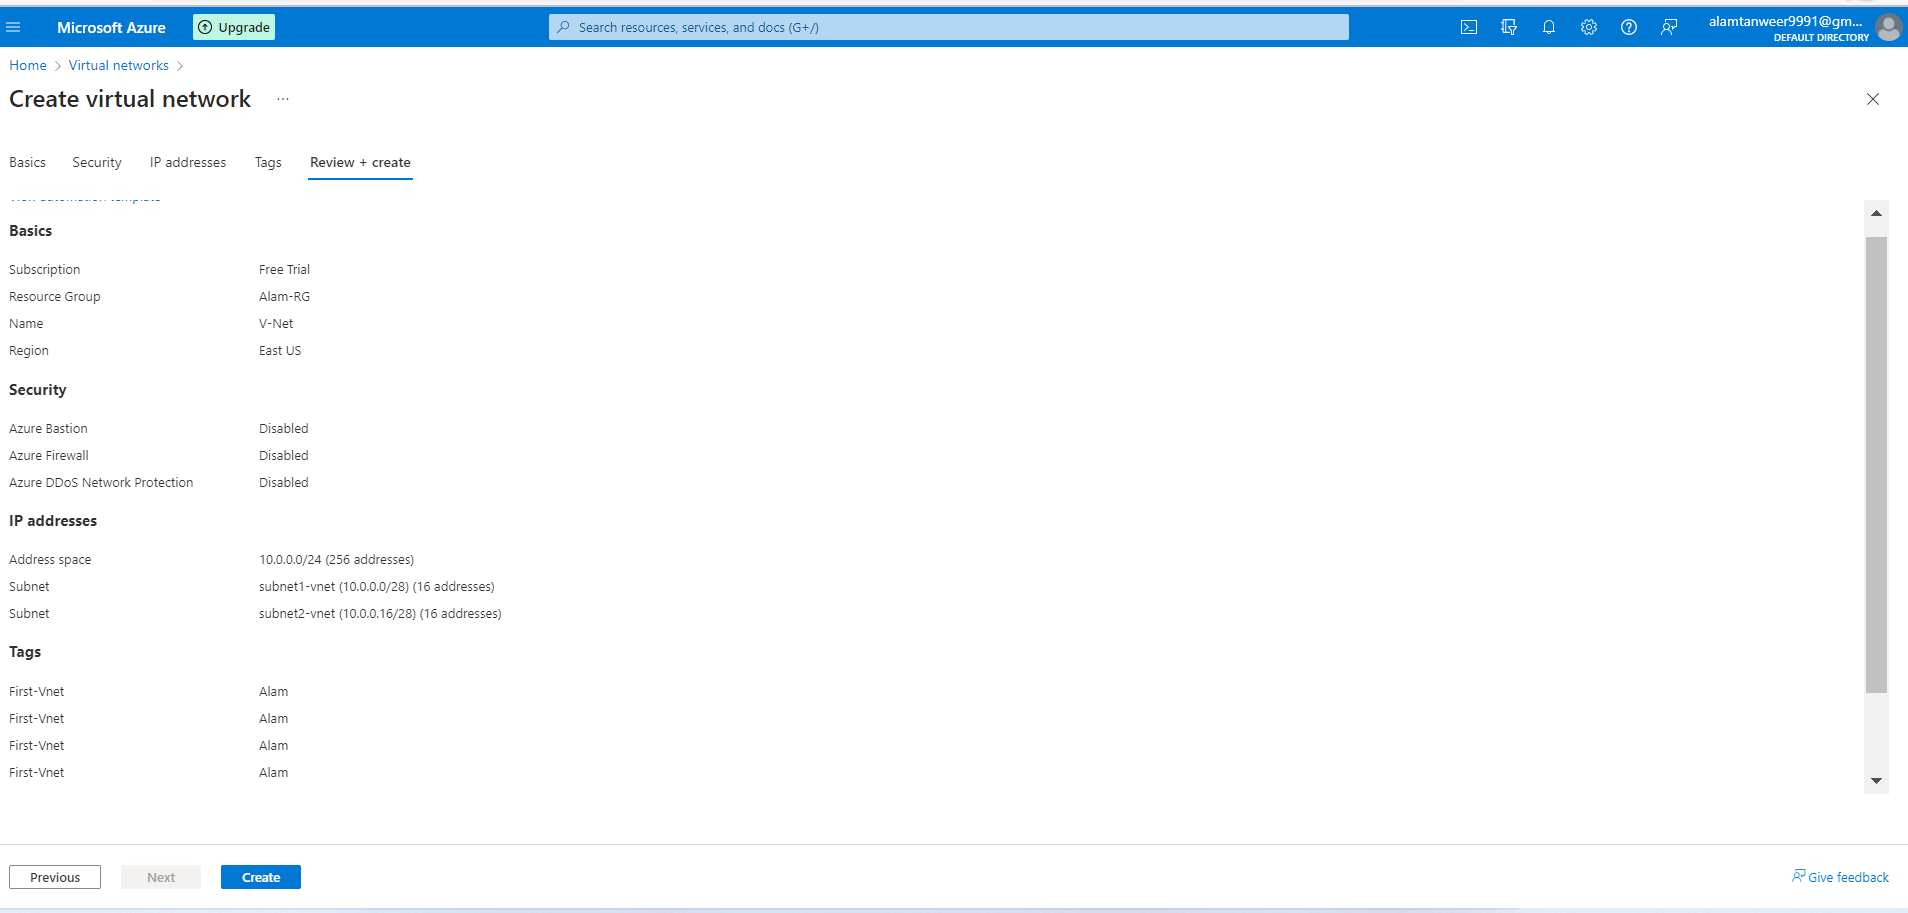 Microsoft Azure
Upgrade
Search resources, services, and docs (G+/)
alamtanweer9991@gm...
DEFAULT DIRECTORY
Home > Virtual networks >
Create virtual network ...
Basics Security IP addresses Tags Review + create
View automation template
Basics
Subscription Free Trial
Resource Group Alam-RG
Name V-Net
Region East US
Security
Azure Bastion Disabled
Azure Firewall Disabled
Azure DDoS Network Protection Disabled
IP addresses
Address space 10.0.0.0/24 (256 addresses)
Subnet subnet1-vnet (10.0.0.0/28) (16 addresses)
Subnet subnet2-vnet (10.0.0.16/28) (16 addresses)
Tags
First-Vnet Alam
First-Vnet Alam
First-Vnet Alam
First-Vnet Alam
Previous Next Create
Give feedback